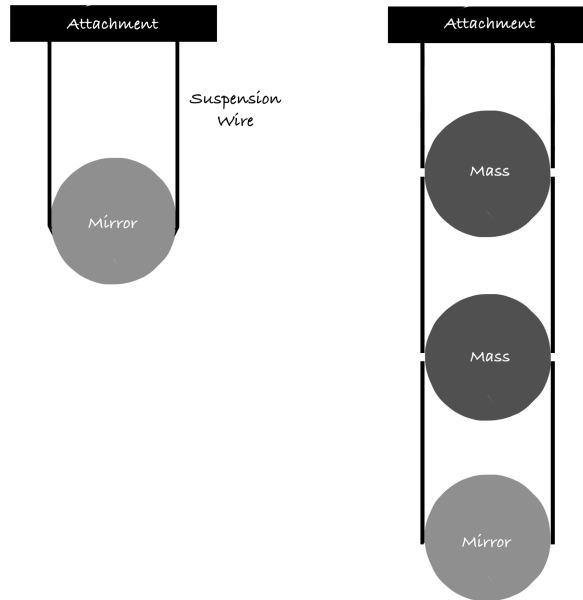 Attachment
Suspension
Wire
Mirror
Attachment
Mass
Mass
Mirror